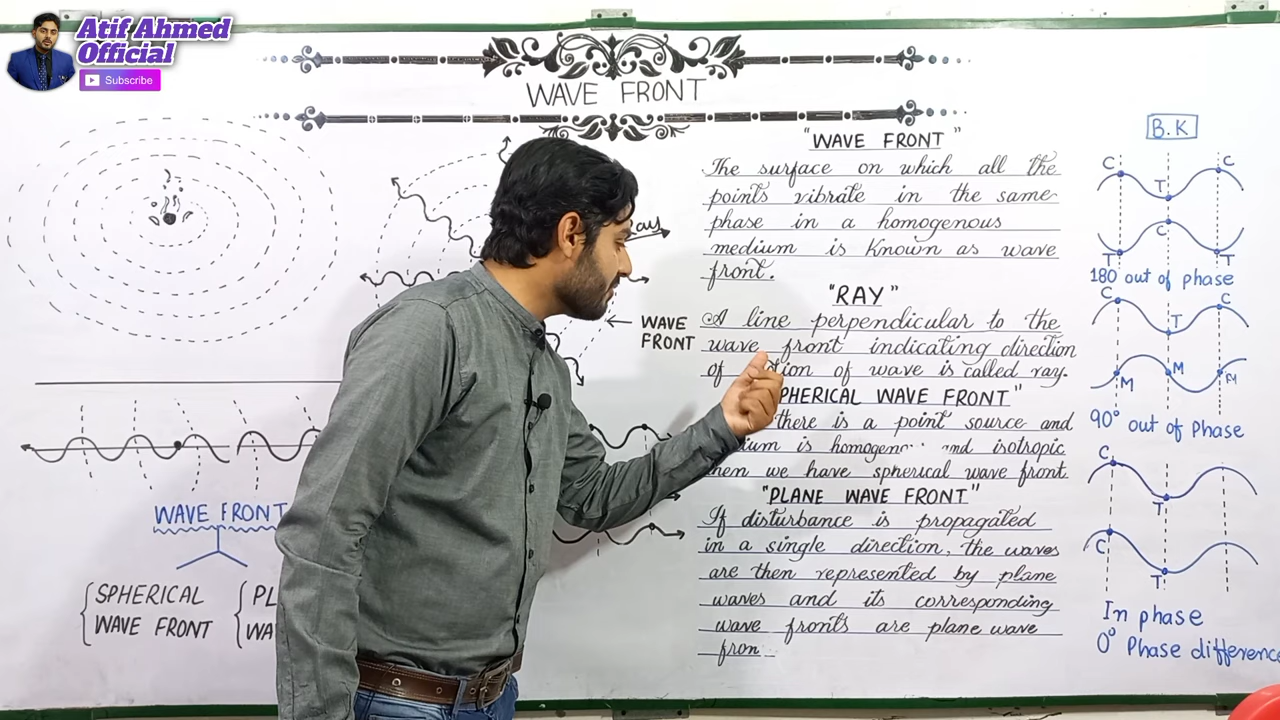 Atif Ahmed
Official
Subscribe
WAVE FRONT
"WAVE FRONT"
The surface on which all the
points vibrate in the same
phase in a homogenous
medium is known as wave
front.
"RAY"
A line perpendicular to the
wave front indicating direction
of of wave is called ray.
SPHERICAL WAVE FRONT"
there is a point source and
is and isotropic
we have spherical wave front.
"PLANE WAVE FRONT"
If disturbance is propagated
in a single direction, the waves
are then represented by plane
waves and its corresponding
wave fronts are plane wave
WAVE
FRONT
WAVE FRONT
SPHERICAL
WAVE FRONT
B.K
C T C
T C T
180 out of phase
C T C
M M M
90° out of Phase
C T
C T
In phase
0° Phase difference